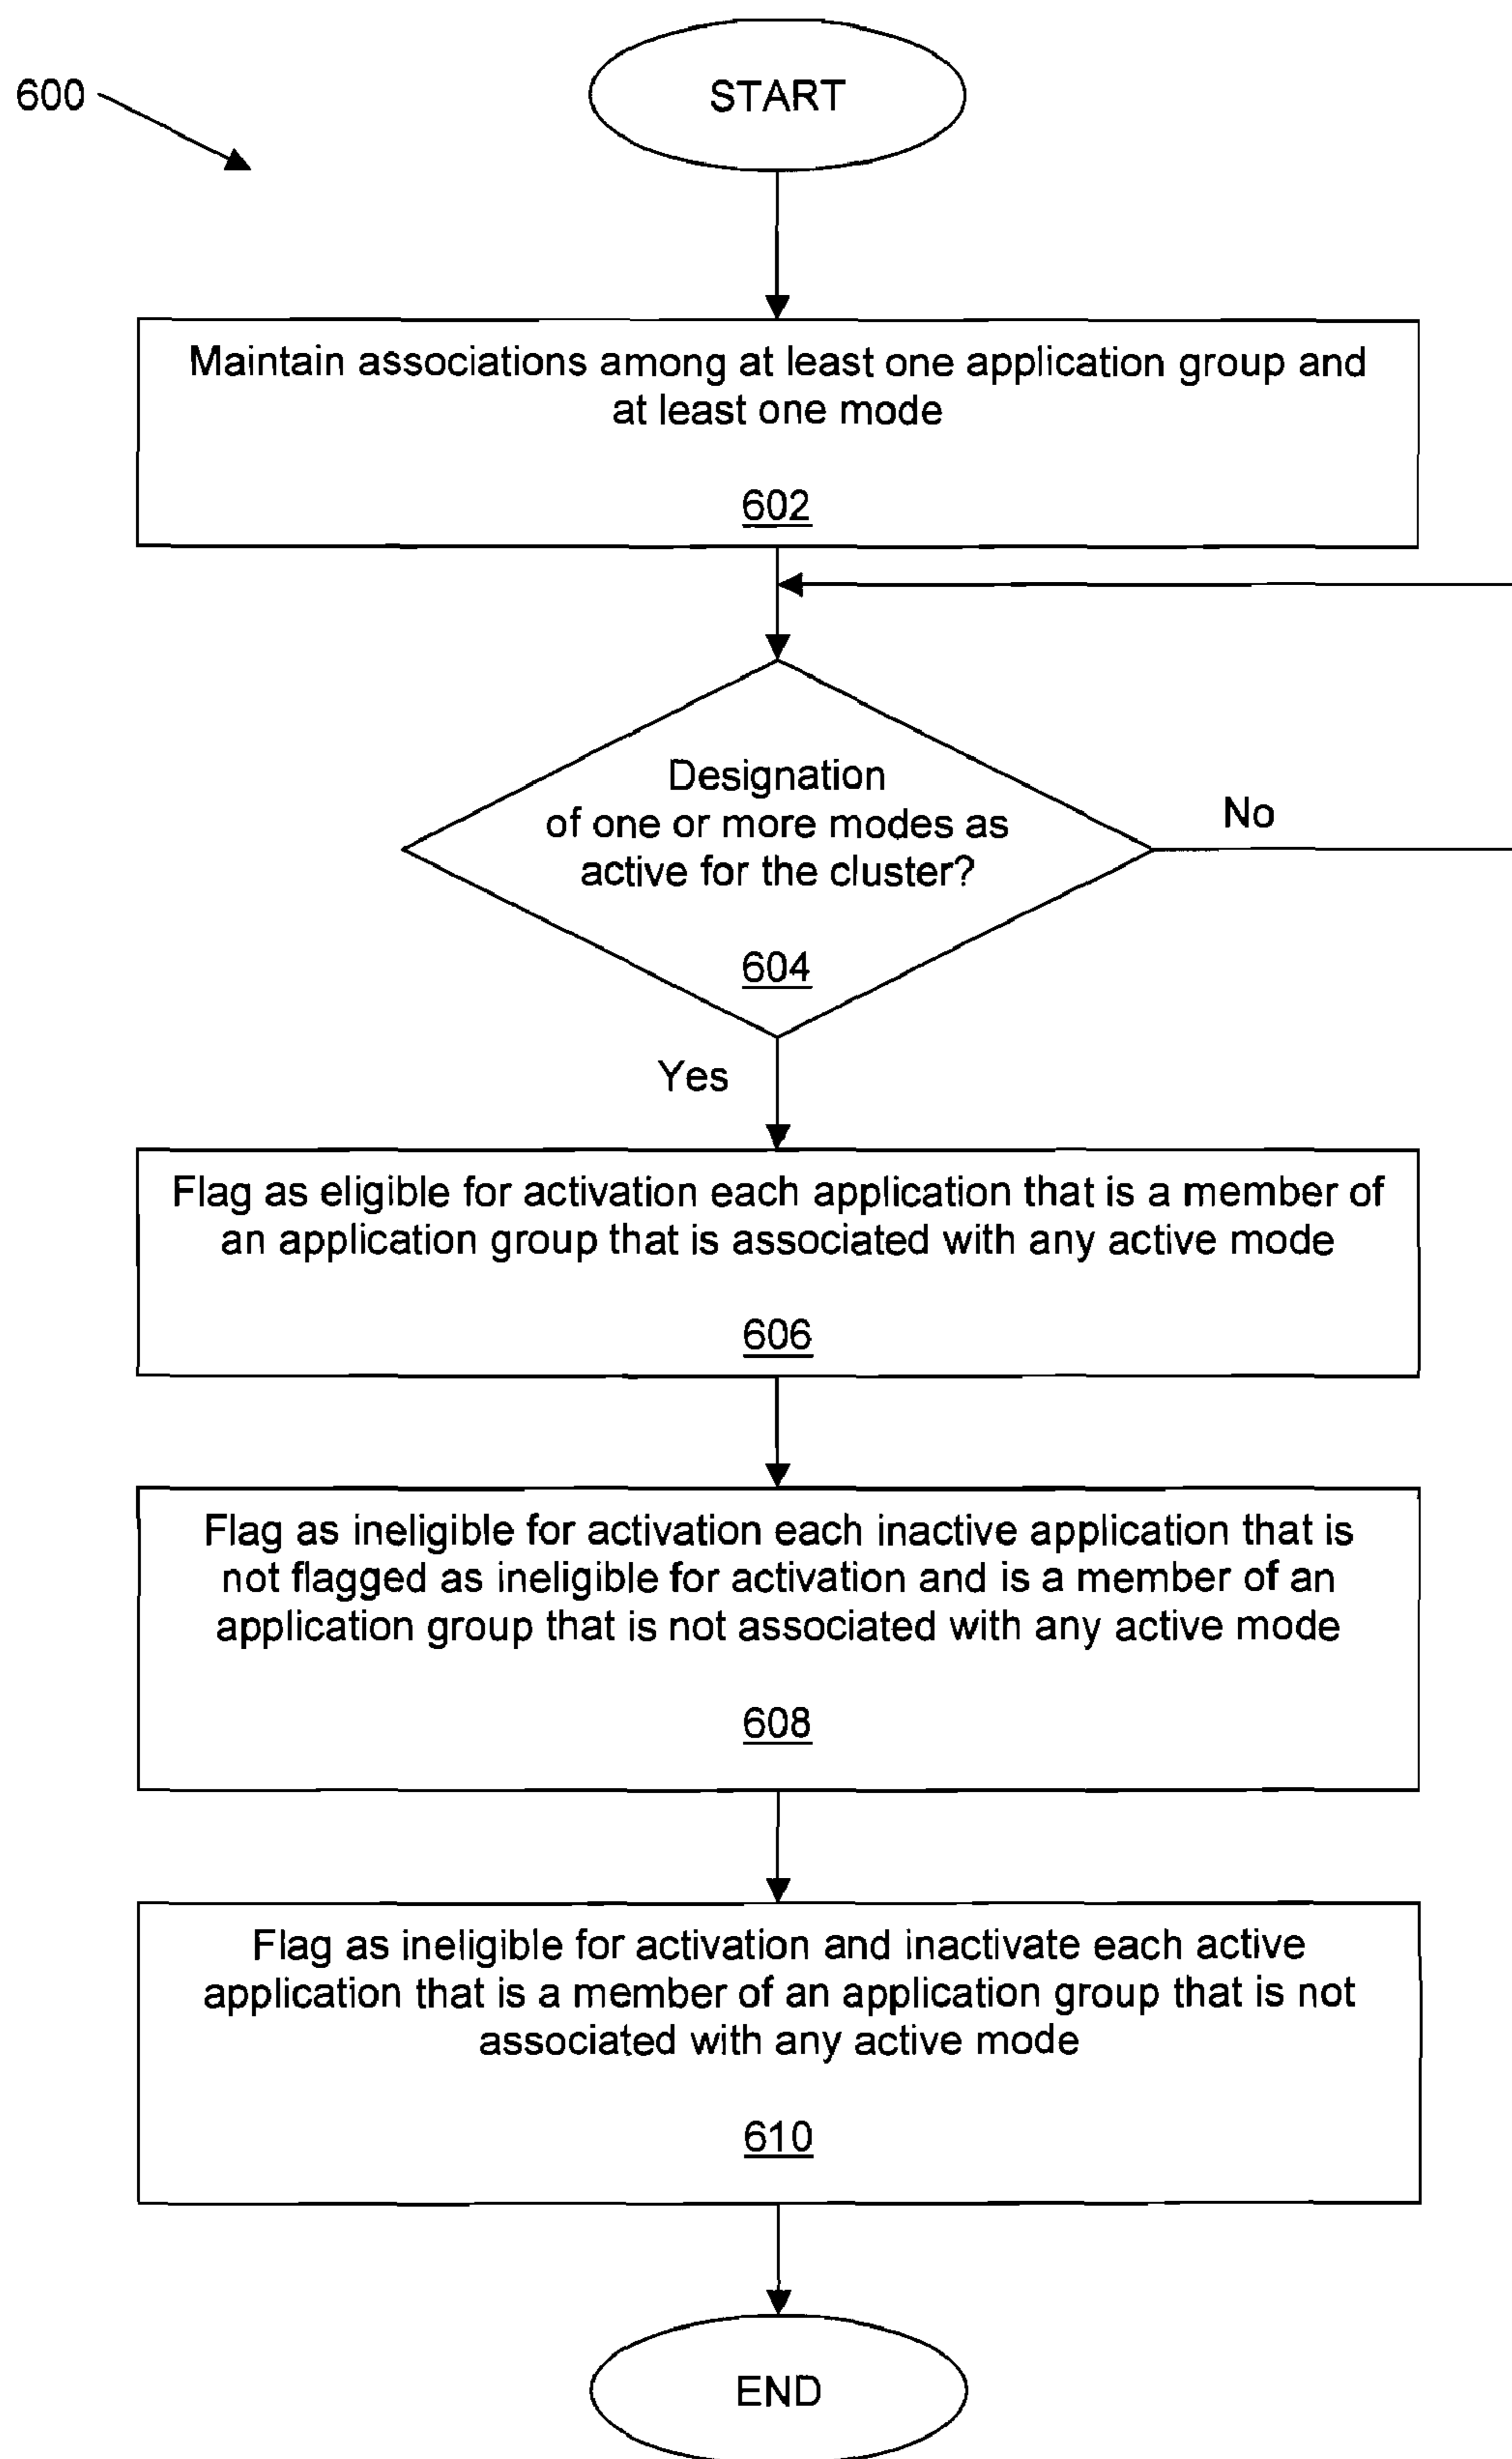 600
START
Maintain associations among at least one application group and
at least one mode
602
Designation
of one or more modes as
active for the cluster?
604
No
Yes
Flag as eligible for activation each application that is a member of
an application group that is associated with any active mode
606
Flag as ineligible for activation each inactive application that is
not flagged as ineligible for activation and is a member of an
application group that is not associated with any active mode
608
Flag as ineligible for activation and inactivate each active
application that is a member of an application group that is not
associated with any active mode
610
END